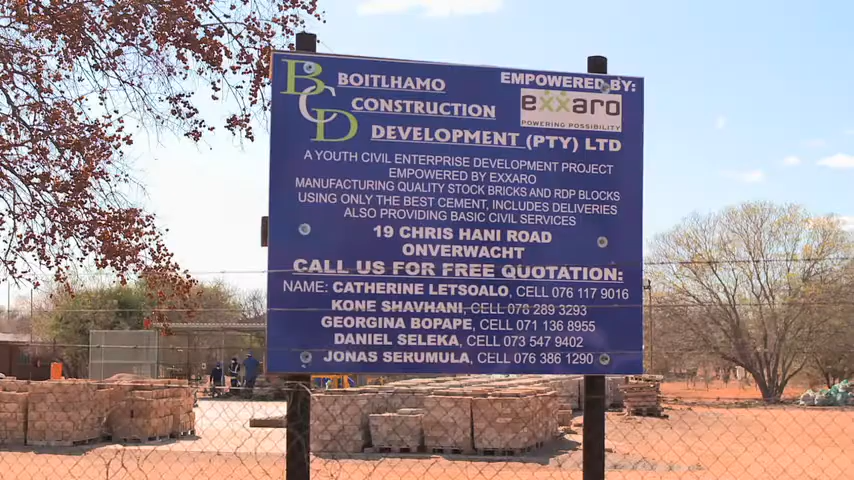 BCD
BOITLHAMO
CONSTRUCTION
DEVELOPMENT (PTY) LTD
EMPOWERED BY:
exxaro
POWERING POSSIBILITY
A YOUTH CIVIL ENTERPRISE DEVELOPMENT PROJECT
EMPOWERED BY EXXARO
MANUFACTURING QUALITY STOCK BRICKS AND RDP BLOCKS
USING ONLY THE BEST CEMENT, INCLUDES DELIVERIES
ALSO PROVIDING BASIC CIVIL SERVICES
19 CHRIS HANI ROAD
ONVERWACHT
CALL US FOR FREE QUOTATION:
NAME: CATHERINE LETSOALO, CELL 076 117 9016
KONE SHAVHANI, CELL 076 289 3293
GEORGINA BOPAPE, CELL 071 136 8955
DANIEL SELEKA, CELL 073 547 9402
JONAS SEKUMULA, CELL 076 386 1290